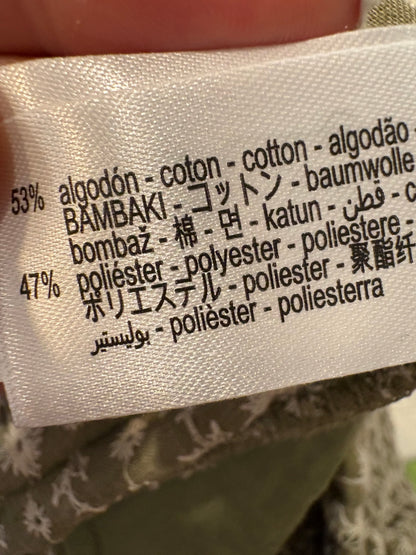 53% algodón - coton - cotton - algodão -
BAMBAKI - コットン - baumwolle
bombaž - 棉 - 면 - katun - قطن - c
47% poliéster - polyester - poliestere -
ポリエステル - poliester - 聚酯纤
بوليستير - polièster - poliesterra